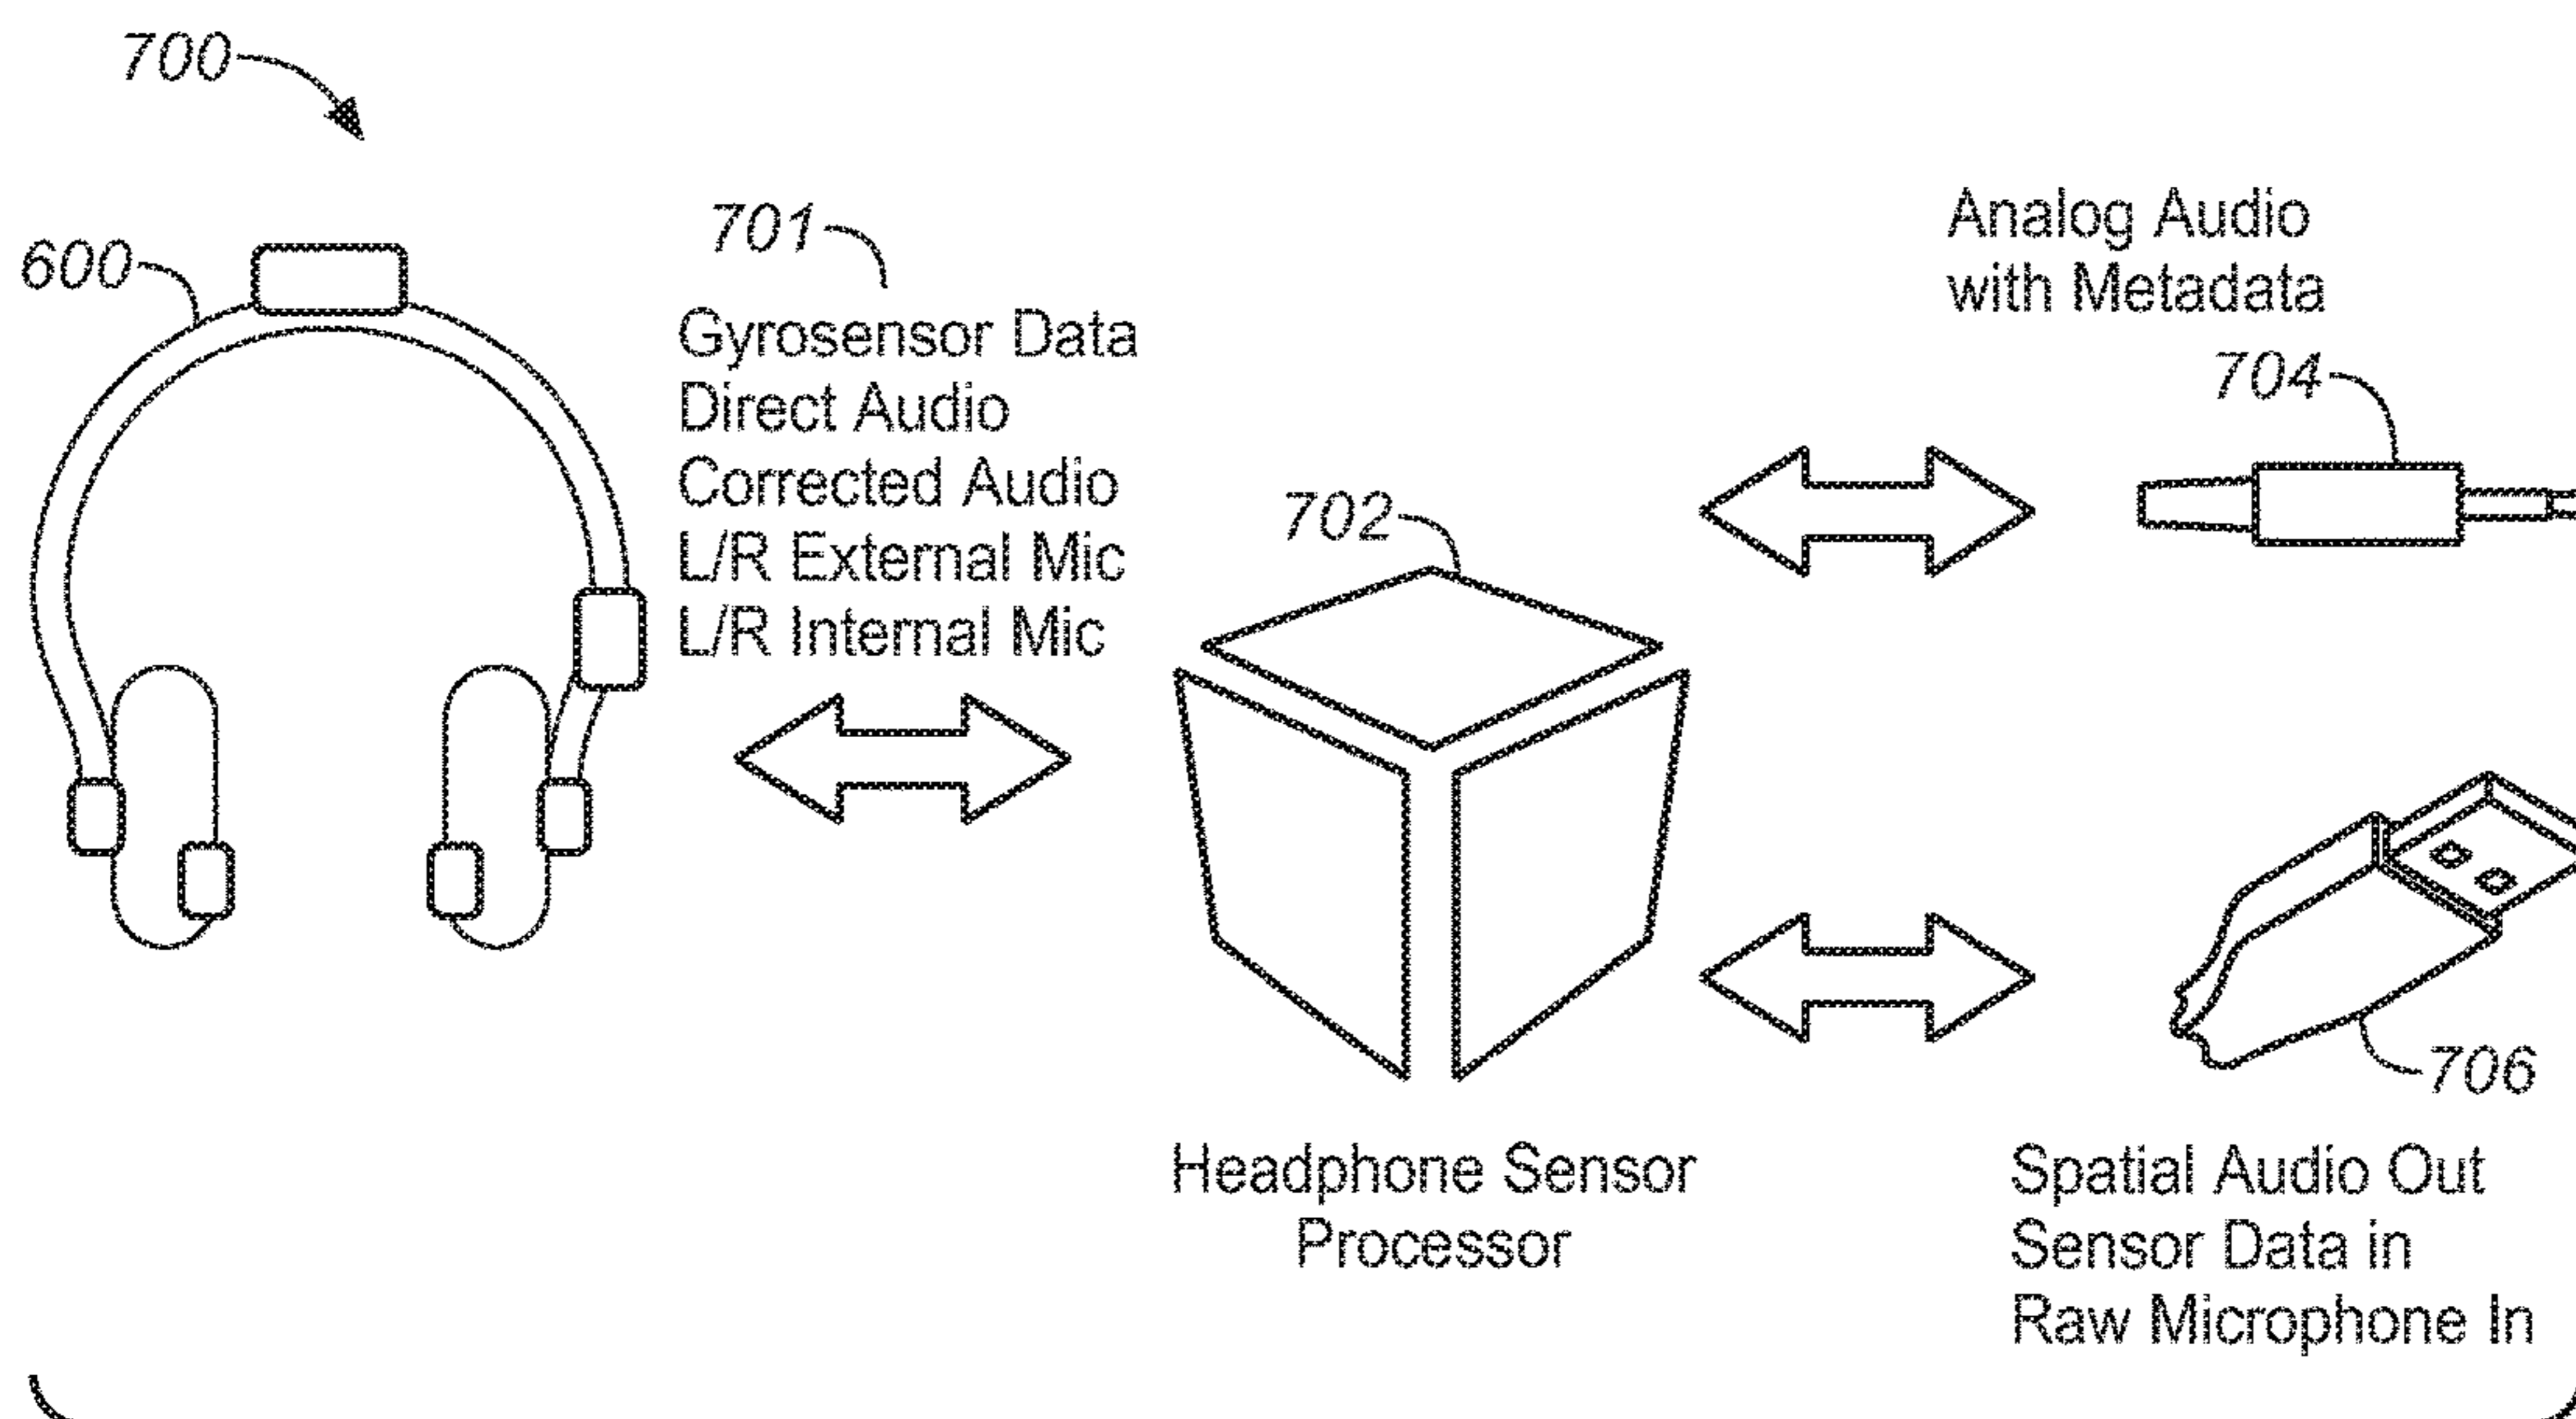 700
600
701
Gyrosensor Data
Direct Audio
Corrected Audio
L/R External Mic
L/R Internal Mic
702
Headphone Sensor
Processor
Analog Audio
with Metadata
704
706
Spatial Audio Out
Sensor Data in
Raw Microphone In